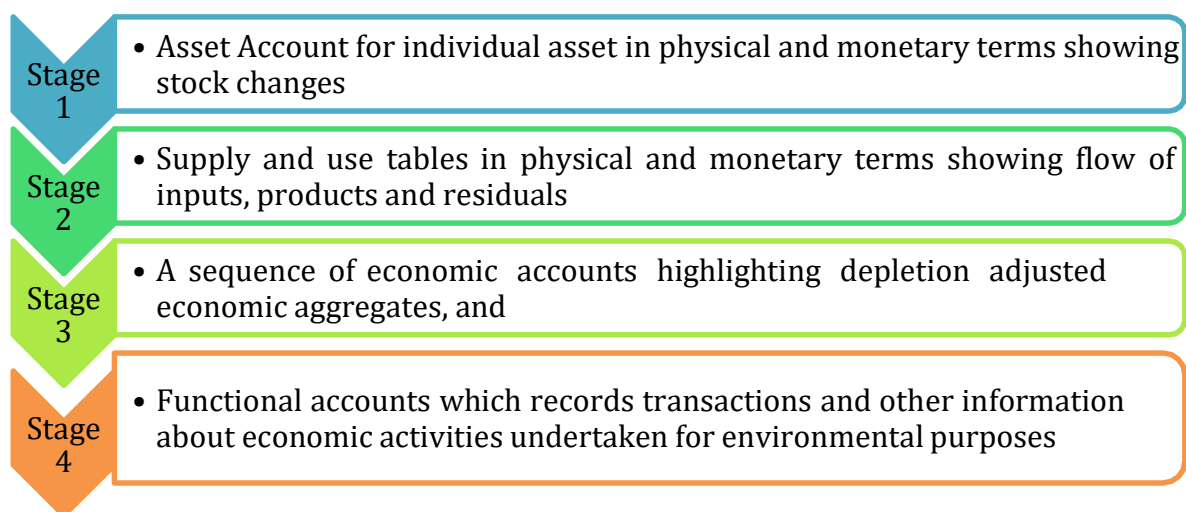 Stage
1
• Asset Account for individual asset in physical and monetary terms showing
stock changes
Stage
2
• Supply and use tables in physical and monetary terms showing flow of
inputs, products and residuals
Stage
3
• A sequence of economic accounts highlighting depletion adjusted
economic aggregates, and
Stage
4
• Functional accounts which records transactions and other information
about economic activities undertaken for environmental purposes